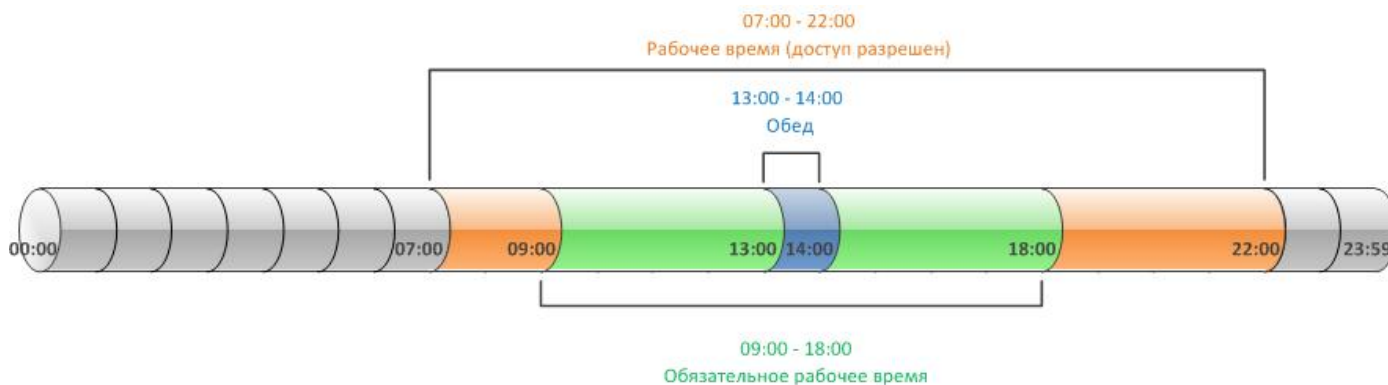 07:00 - 22:00
Рабочее время (доступ разрешен)
13:00 - 14:00
Обед
00:00 07:00 09:00 13:00 14:00 18:00 22:00 23:59
09:00 - 18:00
Обязательное рабочее время